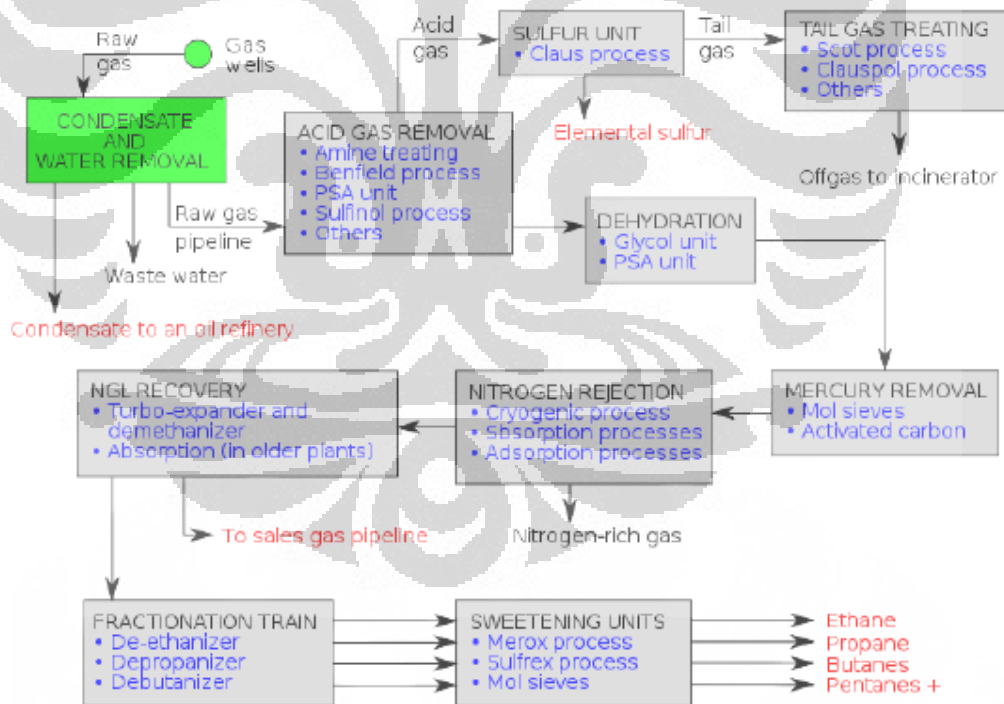 Raw
gas
Gas
wells
CONDENSATE
AND
WATER REMOVAL
Raw gas
pipeline
Waste water
Condensate to an oil refinery
ACID GAS REMOVAL
• Amine treating
• Benfield process
• PSA unit
• Sulfinol process
• Others
Acid
gas
SULFUR UNIT
• Claus process
Elemental sulfur
Tail
gas
TAIL GAS TREATING
• Scot process
• Clauspol process
• Others
Offgas to incinerator
DEHYDRATION
• Glycol unit
• PSA unit
MERCURY REMOVAL
• Mol sieves
• Activated carbon
NITROGEN REJECTION
• Cryogenic process
• Sbsorption processes
• Adsorption processes
Nitrogen-rich gas
NGL RECOVERY
• Turbo-expander and
demethanizer
• Absorption (in older plants)
To sales gas pipeline
FRACTIONATION TRAIN
• De-ethanizer
• Depropanizer
• Debutanizer
SWEETENING UNITS
• Merox process
• Sulfrex process
• Mol sieves
Ethane
Propane
Butanes
Pentanes +